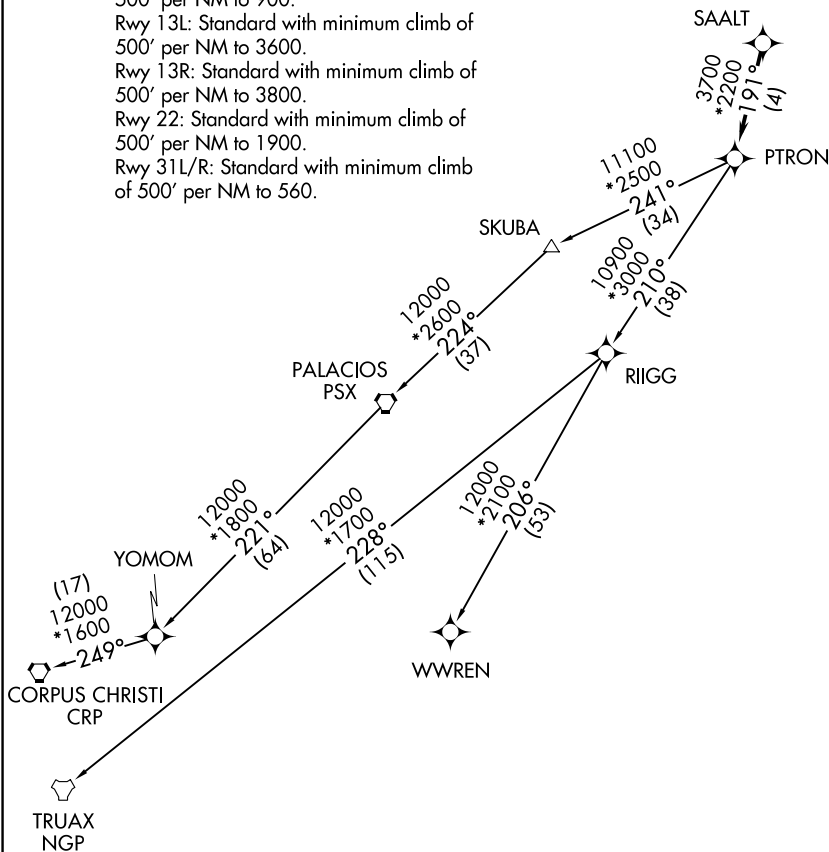 500' per NM to 900.
Rwy 13L: Standard with minimum climb of
500' per NM to 3600.
Rwy 13R: Standard with minimum climb of
500' per NM to 3800.
Rwy 22: Standard with minimum climb of
500' per NM to 1900.
Rwy 31L/R: Standard with minimum climb
of 500' per NM to 560.
SAALT
3700
*2200
191°
(4)
PTRON
11100
*2500
241°
(34)
SKUBA
10900
*3000
210°
(38)
RIIGG
12000
*2600
224°
(37)
PALACIOS
PSX
12000
*1800
221°
(64)
12000
*1700
228°
(115)
12000
*2100
206°
(53)
YOMOM
(17)
12000
*1600
249°
CORPUS CHRISTI
CRP
WWREN
TRUAX
NGP